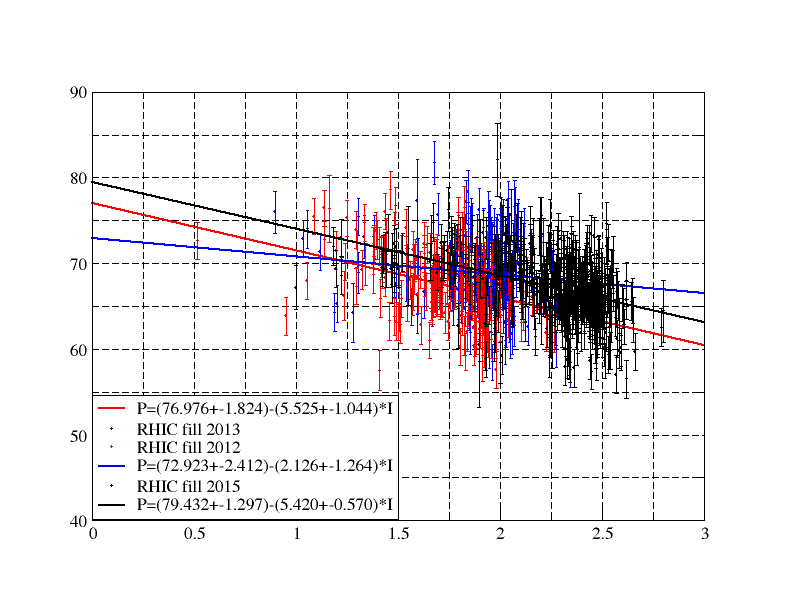 90
80
70
60
50
40
P=(76.976+-1.824)-(5.525+-1.044)*I
RHIC fill 2013
RHIC fill 2012
P=(72.923+-2.412)-(2.126+-1.264)*I
RHIC fill 2015
P=(79.432+-1.297)-(5.420+-0.570)*I
0 0.5 1 1.5 2 2.5 3